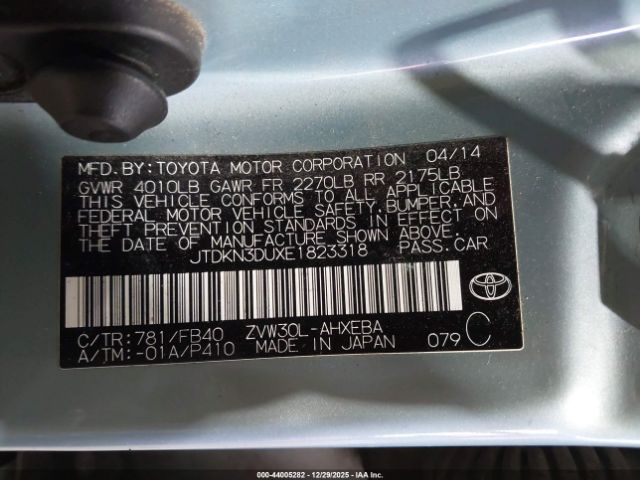 MFD. BY: TOYOTA MOTOR CORPORATION 04/14
GVWR 4010LB GAWR FR 2270LB RR 2175LB
THIS VEHICLE CONFORMS TO ALL APPLICABLE
FEDERAL MOTOR VEHICLE SAFETY, BUMPER, AND
THEFT PREVENTION STANDARDS IN EFFECT ON
THE DATE OF MANUFACTURE SHOWN ABOVE.
JTDKN3DUXE1823318 PASS. CAR
C/TR: 781/FB40 ZVW30L-AHXEBA
A/TM: -01A/P410 MADE IN JAPAN 079 C
TOYOTA
000-44005282 - 12/29/2025 - IAAI.CA